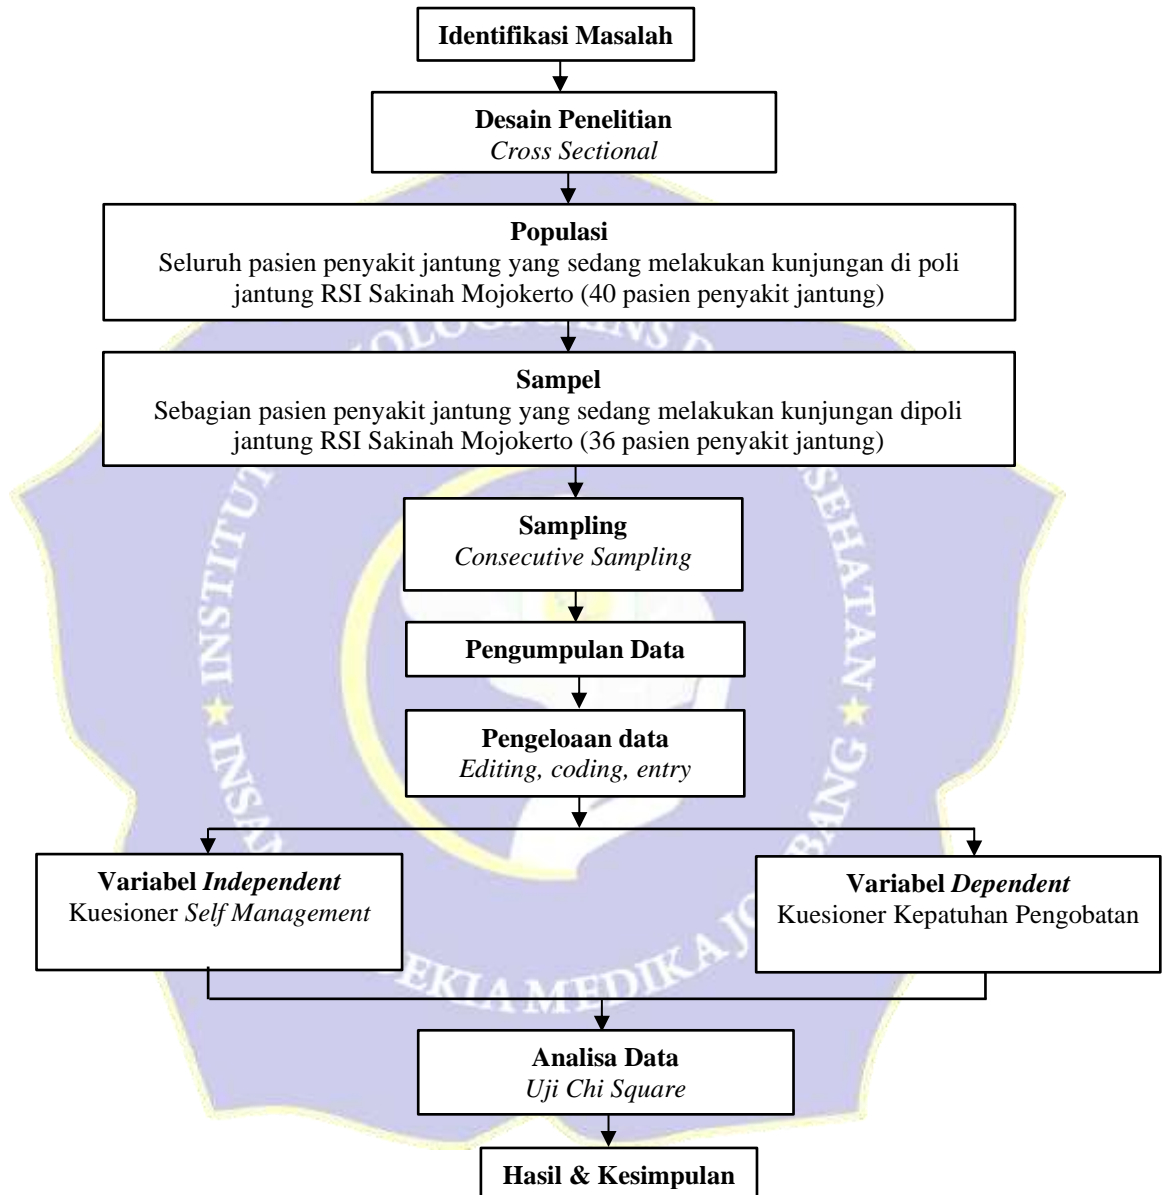 Identifikasi Masalah
Desain Penelitian
Cross Sectional
Populasi
Seluruh pasien penyakit jantung yang sedang melakukan kunjungan di poli
jantung RSI Sakinah Mojokerto (40 pasien penyakit jantung)
Sampel
Sebagian pasien penyakit jantung yang sedang melakukan kunjungan dipoli
jantung RSI Sakinah Mojokerto (36 pasien penyakit jantung)
Sampling
Consecutive Sampling
Pengumpulan Data
Pengeloaan data
Editing, coding, entry
Variabel Independent
Kuesioner Self Management
Variabel Dependent
Kuesioner Kepatuhan Pengobatan
Analisa Data
Uji Chi Square
Hasil & Kesimpulan